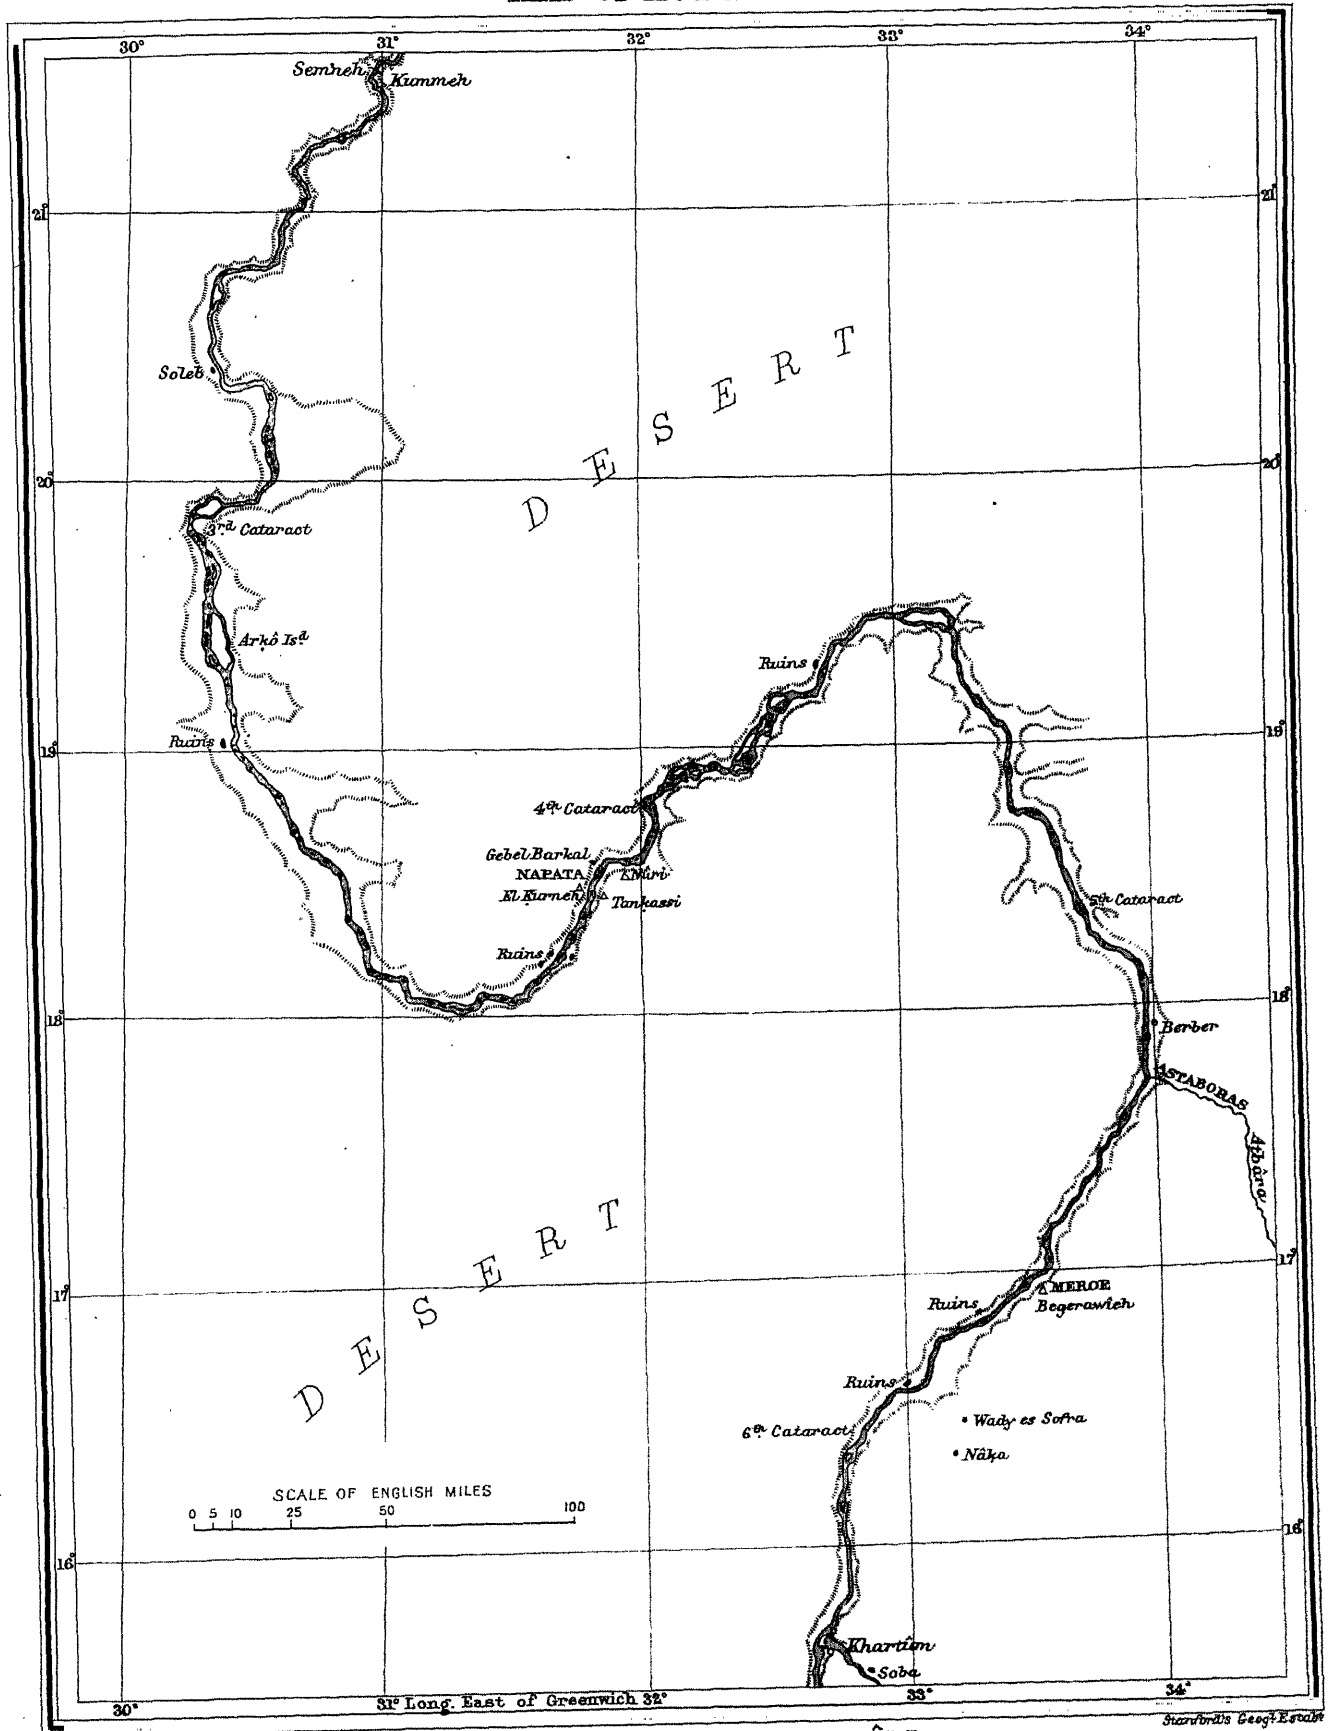 30° 31° 32° 33° 34°
Semneh
Kummeh
21° 21°
DESERT
Soleb
20° 20°
3rd Cataract
Arkô Isd
Ruins
Ruins
19° 19°
4th Cataract
Gebel Barkal
NAPATA
Nûri
El Kurneh
Tankassi
5th Cataract
Ruins
18° 18°
Berber
ASTABORAS
Atbâra
DESERT
17° 17°
MEROE
Ruins
Begerawîeh
Ruins
Wady es Sofra
6th Cataract
Nâka
SCALE OF ENGLISH MILES
0 5 10 25 50 100
16° 16°
Khartûm
Soba
30° 31° Long. East of Greenwich 32° 33° 34°
Stanford's Geogl Estabt